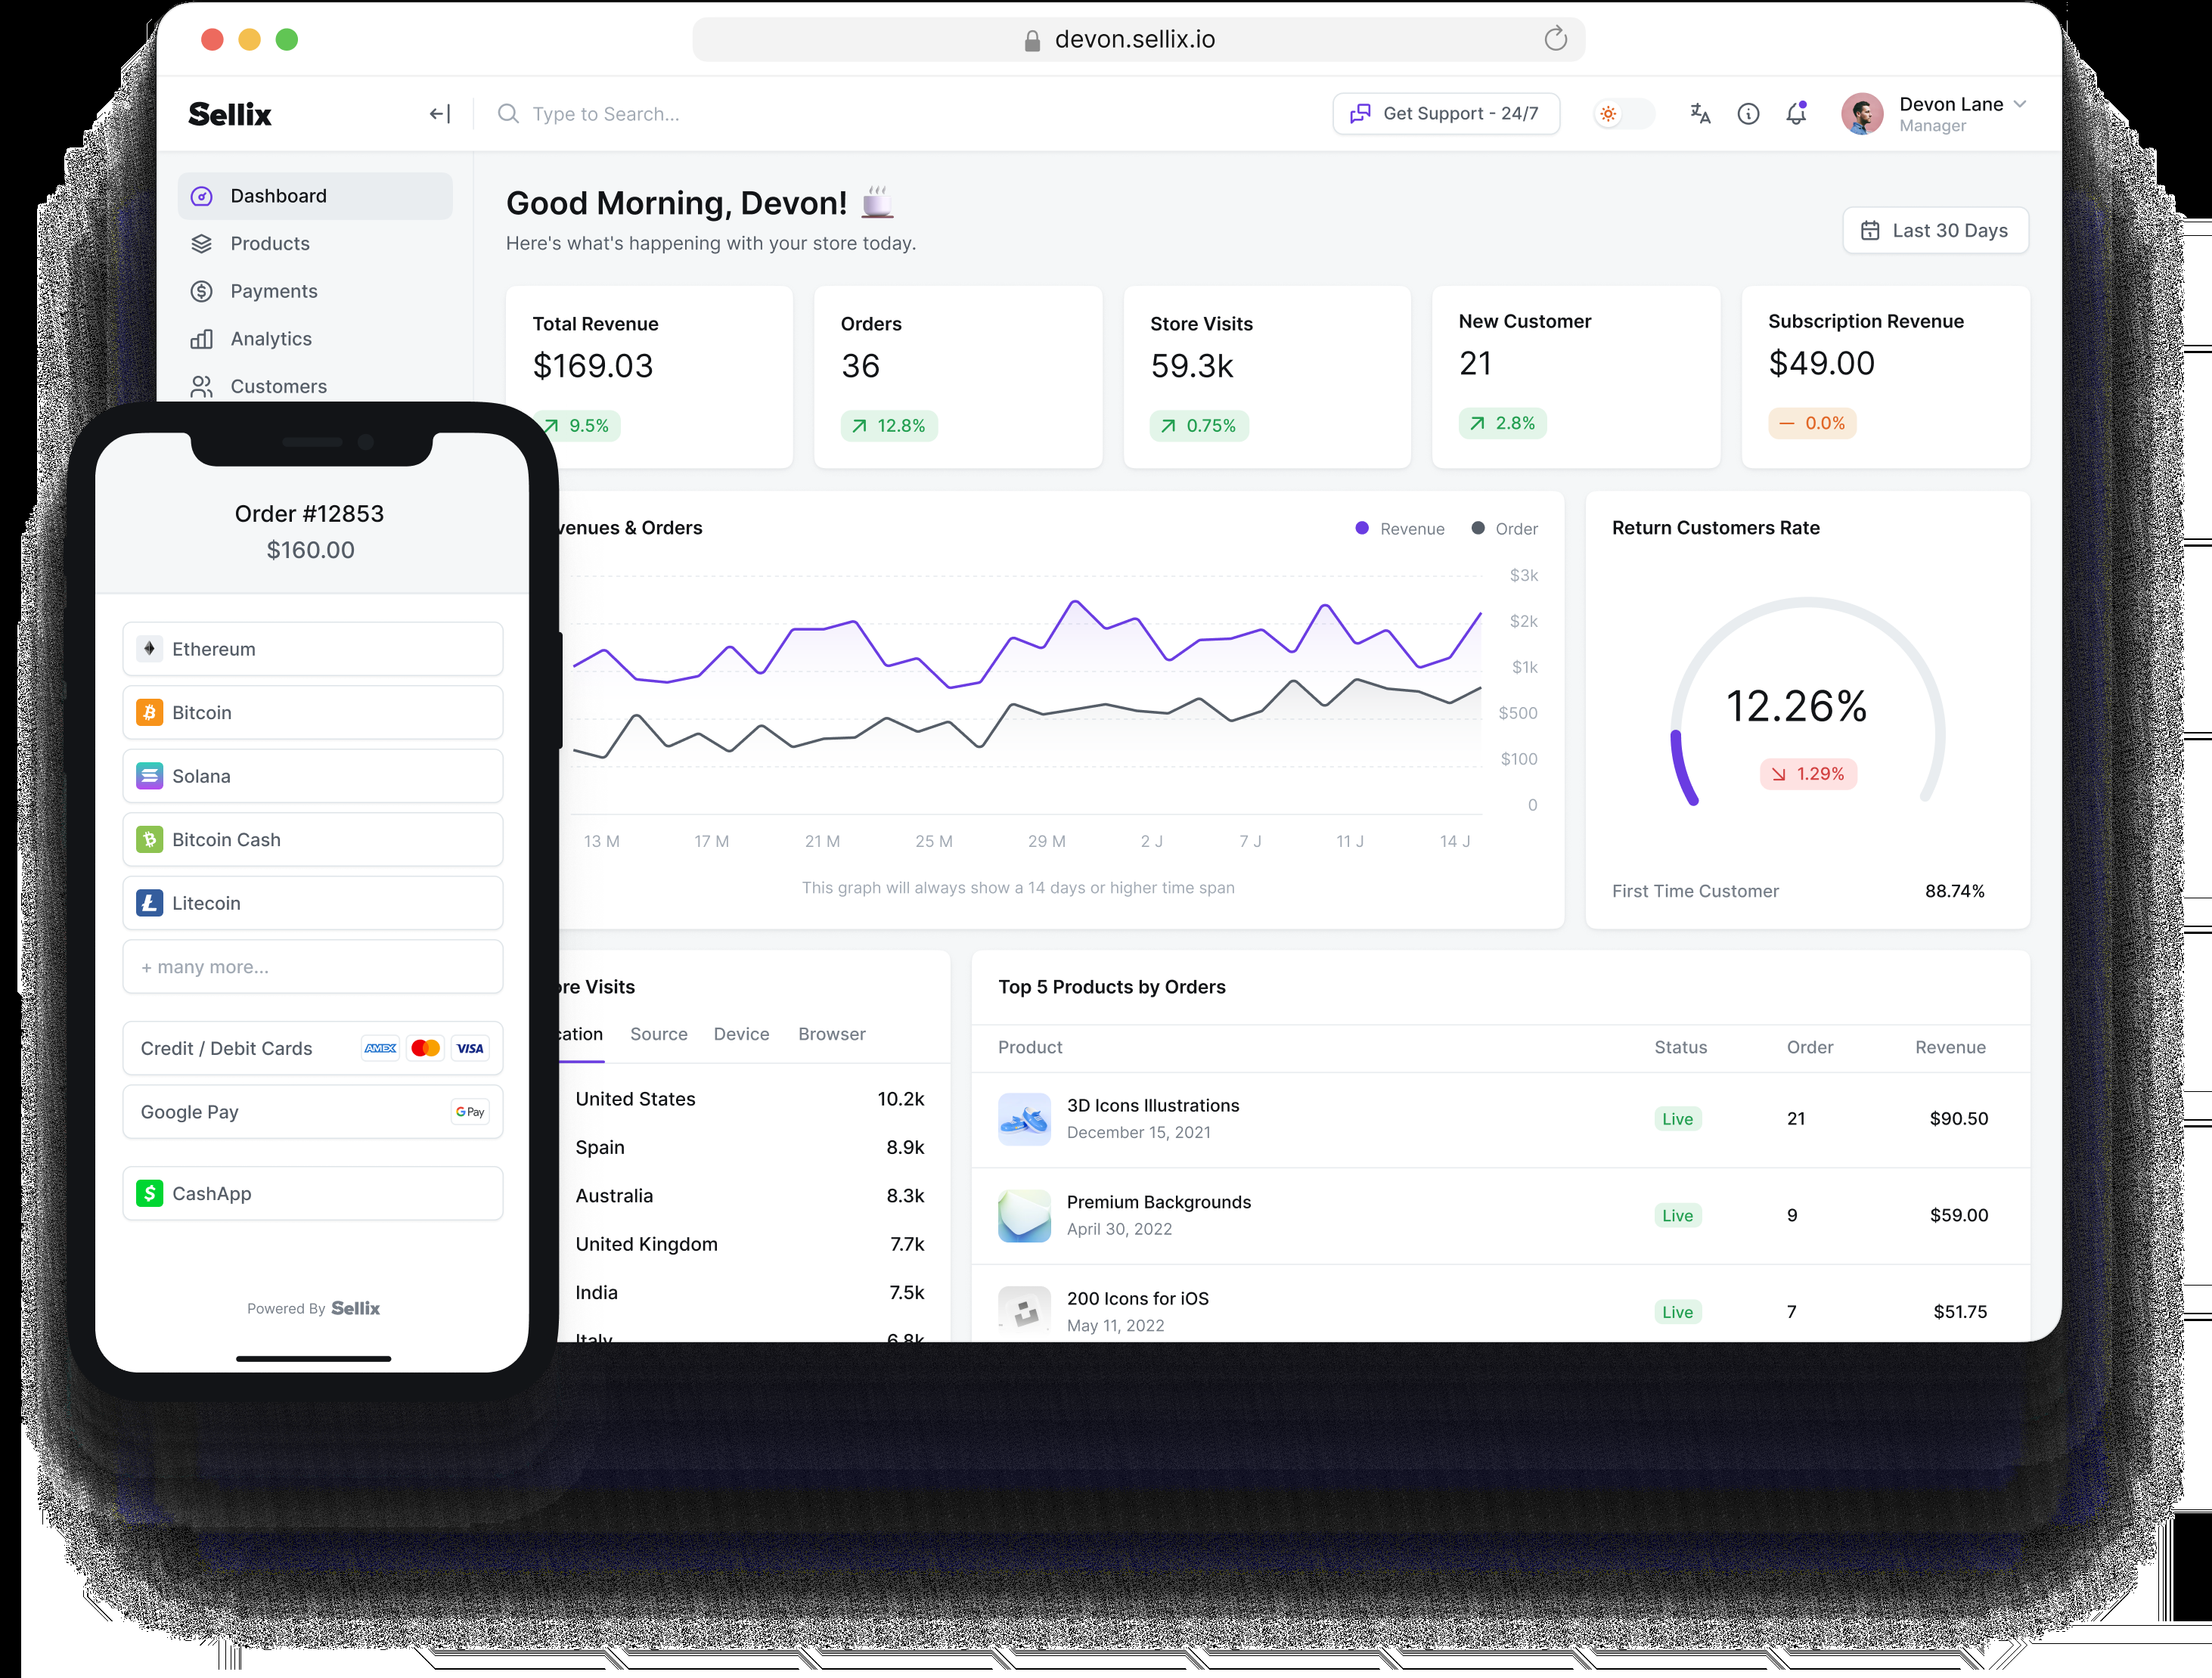 devon.sellix.io
Sellix
Type to Search...
Get Support - 24/7
Devon Lane
Manager
Dashboard
Products
Payments
Analytics
Customers
Good Morning, Devon!
Here's what's happening with your store today.
Last 30 Days
Total Revenue
$169.03
9.5%
Orders
36
12.8%
Store Visits
59.3k
0.75%
New Customer
21
2.8%
Subscription Revenue
$49.00
0.0%
venues & Orders
Revenue
Order
$3k
$2k
$1k
$500
$100
0
13 M 17 M 21 M 25 M 29 M 2 J 7 J 11 J 14 J
This graph will always show a 14 days or higher time span
Return Customers Rate
12.26%
1.29%
First Time Customer 88.74%
re Visits
cation Source Device Browser
United States 10.2k
Spain 8.9k
Australia 8.3k
United Kingdom 7.7k
India 7.5k
Italy 6.8k
Top 5 Products by Orders
Product Status Order Revenue
3D Icons Illustrations
December 15, 2021
Live 21 $90.50
Premium Backgrounds
April 30, 2022
Live 9 $59.00
200 Icons for iOS
May 11, 2022
Live 7 $51.75
Order #12853
$160.00
Ethereum
Bitcoin
Solana
Bitcoin Cash
Litecoin
+ many more...
Credit / Debit Cards AMEX VISA
Google Pay G Pay
CashApp
Powered By Sellix